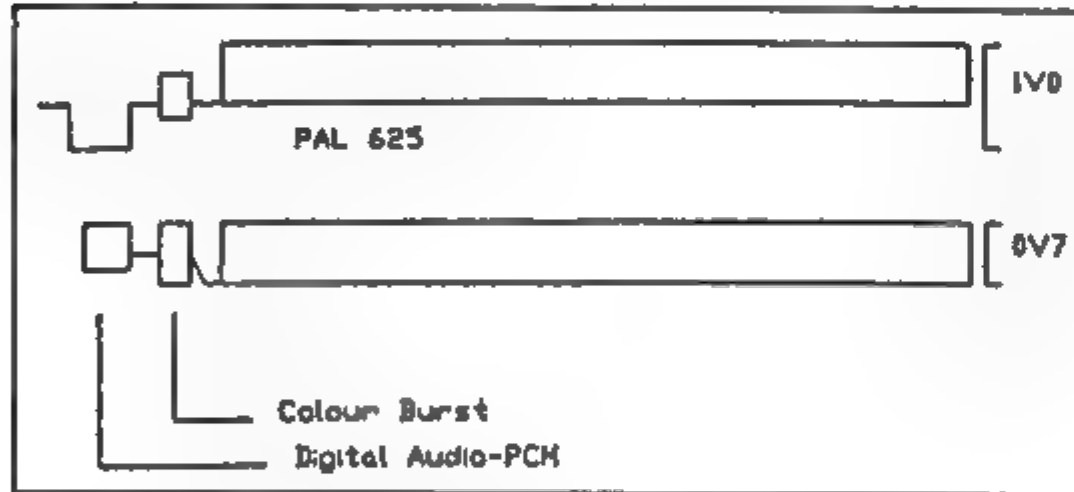 1V0
PAL 625
0V7
Colour Burst
Digital Audio-PCM